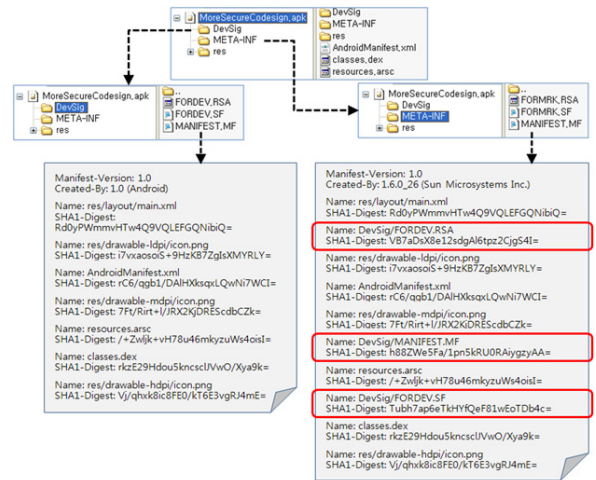 MoreSecureCodesign,apk
DevSig
META-INF
res
DevSig
META-INF
res
AndroidManifest,xml
classes,dex
resources,arsc
MoreSecureCodesign,apk
DevSig
META-INF
res
..
FORDEV,RSA
FORDEV,SF
MANIFEST,MF
MoreSecureCodesign,apk
DevSig
META-INF
res
..
FORMRK,RSA
FORMRK,SF
MANIFEST,MF
Manifest-Version: 1.0
Created-By: 1.0 (Android)
Name: res/layout/main.xml
SHA1-Digest:
Rd0yPWmmvHTw4Q9VQLEFGQNibiQ=
Name: res/drawable-ldpi/icon.png
SHA1-Digest: i7vxaosoiS+9HzKB7ZgIsXMYRLY=
Name: AndroidManifest.xml
SHA1-Digest: rC6/qgb1/DAlHXksqxLQwNi7WCI=
Name: res/drawable-mdpi/icon.png
SHA1-Digest: 7Ft/Rirt+l/JRX2KjDREScdbCZk=
Name: resources.arsc
SHA1-Digest: /+Zwljk+vH78u46mkyzuWs4oisI=
Name: classes.dex
SHA1-Digest: rkzE29Hdou5kncsclJVwO/Xya9k=
Name: res/drawable-hdpi/icon.png
SHA1-Digest: Vj/qhxk8ic8FE0/kT6E3vgRJ4mE=
Manifest-Version: 1.0
Created-By: 1.6.0_26 (Sun Microsystems Inc.)
Name: res/layout/main.xml
SHA1-Digest: Rd0yPWmmvHTw4Q9VQLEFGQNibiQ=
Name: DevSig/FORDEV.RSA
SHA1-Digest: VB7aDsX8e12sdgAl6tpz2CjgS4I=
Name: res/drawable-ldpi/icon.png
SHA1-Digest: i7vxaosoiS+9HzKB7ZgIsXMYRLY=
Name: AndroidManifest.xml
SHA1-Digest: rC6/qgb1/DAlHXksqxLQwNi7WCI=
Name: res/drawable-mdpi/icon.png
SHA1-Digest: 7Ft/Rirt+l/JRX2KjDREScdbCZk=
Name: DevSig/MANIFEST.MF
SHA1-Digest: h88ZWe5Fa/1pn5kRU0RAiygzyAA=
Name: resources.arsc
SHA1-Digest: /+Zwljk+vH78u46mkyzuWs4oisI=
Name: DevSig/FORDEV.SF
SHA1-Digest: Tubh7ap6eTkHYfQeF81wEoTDb4c=
Name: classes.dex
SHA1-Digest: rkzE29Hdou5kncsclJVwO/Xya9k=
Name: res/drawable-hdpi/icon.png
SHA1-Digest: Vj/qhxk8ic8FE0/kT6E3vgRJ4mE=